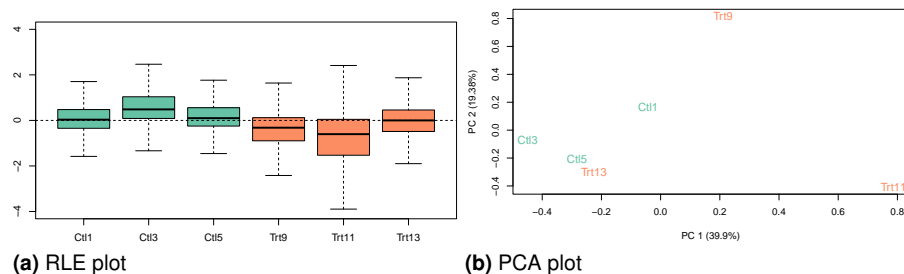 4
2
0
−2
−4
Ctl1 Ctl3 Ctl5 Trt9 Trt11 Trt13
(a) RLE plot
PC 2 (19.38%)
0.8
0.6
0.4
0.2
0.0
−0.2
−0.4
Trt9
Ctl1
Ctl3
Ctl5
Trt13
Trt11
−0.4 −0.2 0.0 0.2 0.4 0.6 0.8
PC 1 (39.9%)
(b) PCA plot